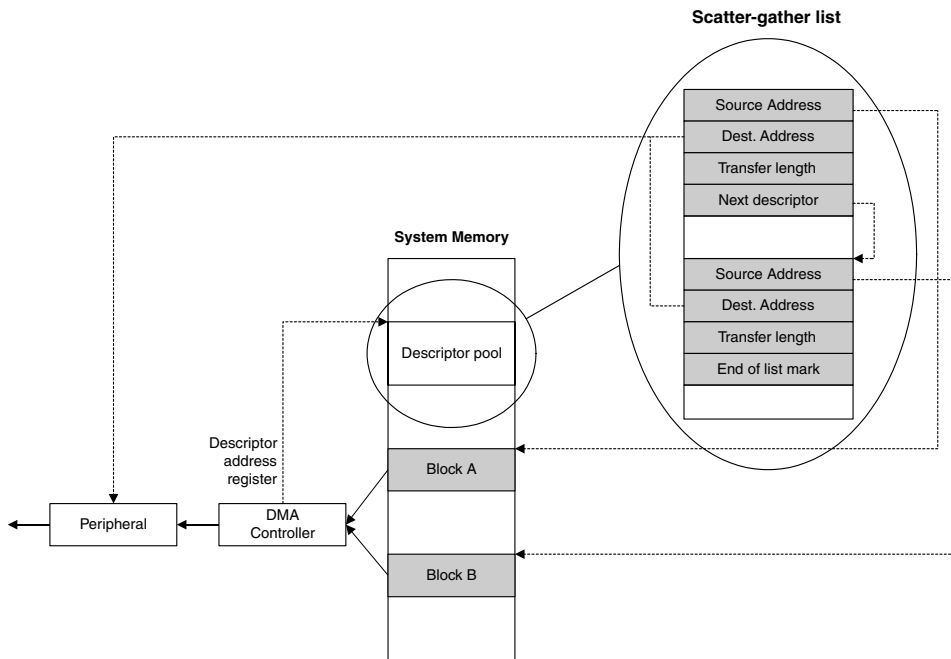 Scatter-gather list
Source Address
Dest. Address
Transfer length
Next descriptor
System Memory
Source Address
Dest. Address
Transfer length
End of list mark
Descriptor pool
Descriptor
address
register
Block A
Peripheral
DMA
Controller
Block B